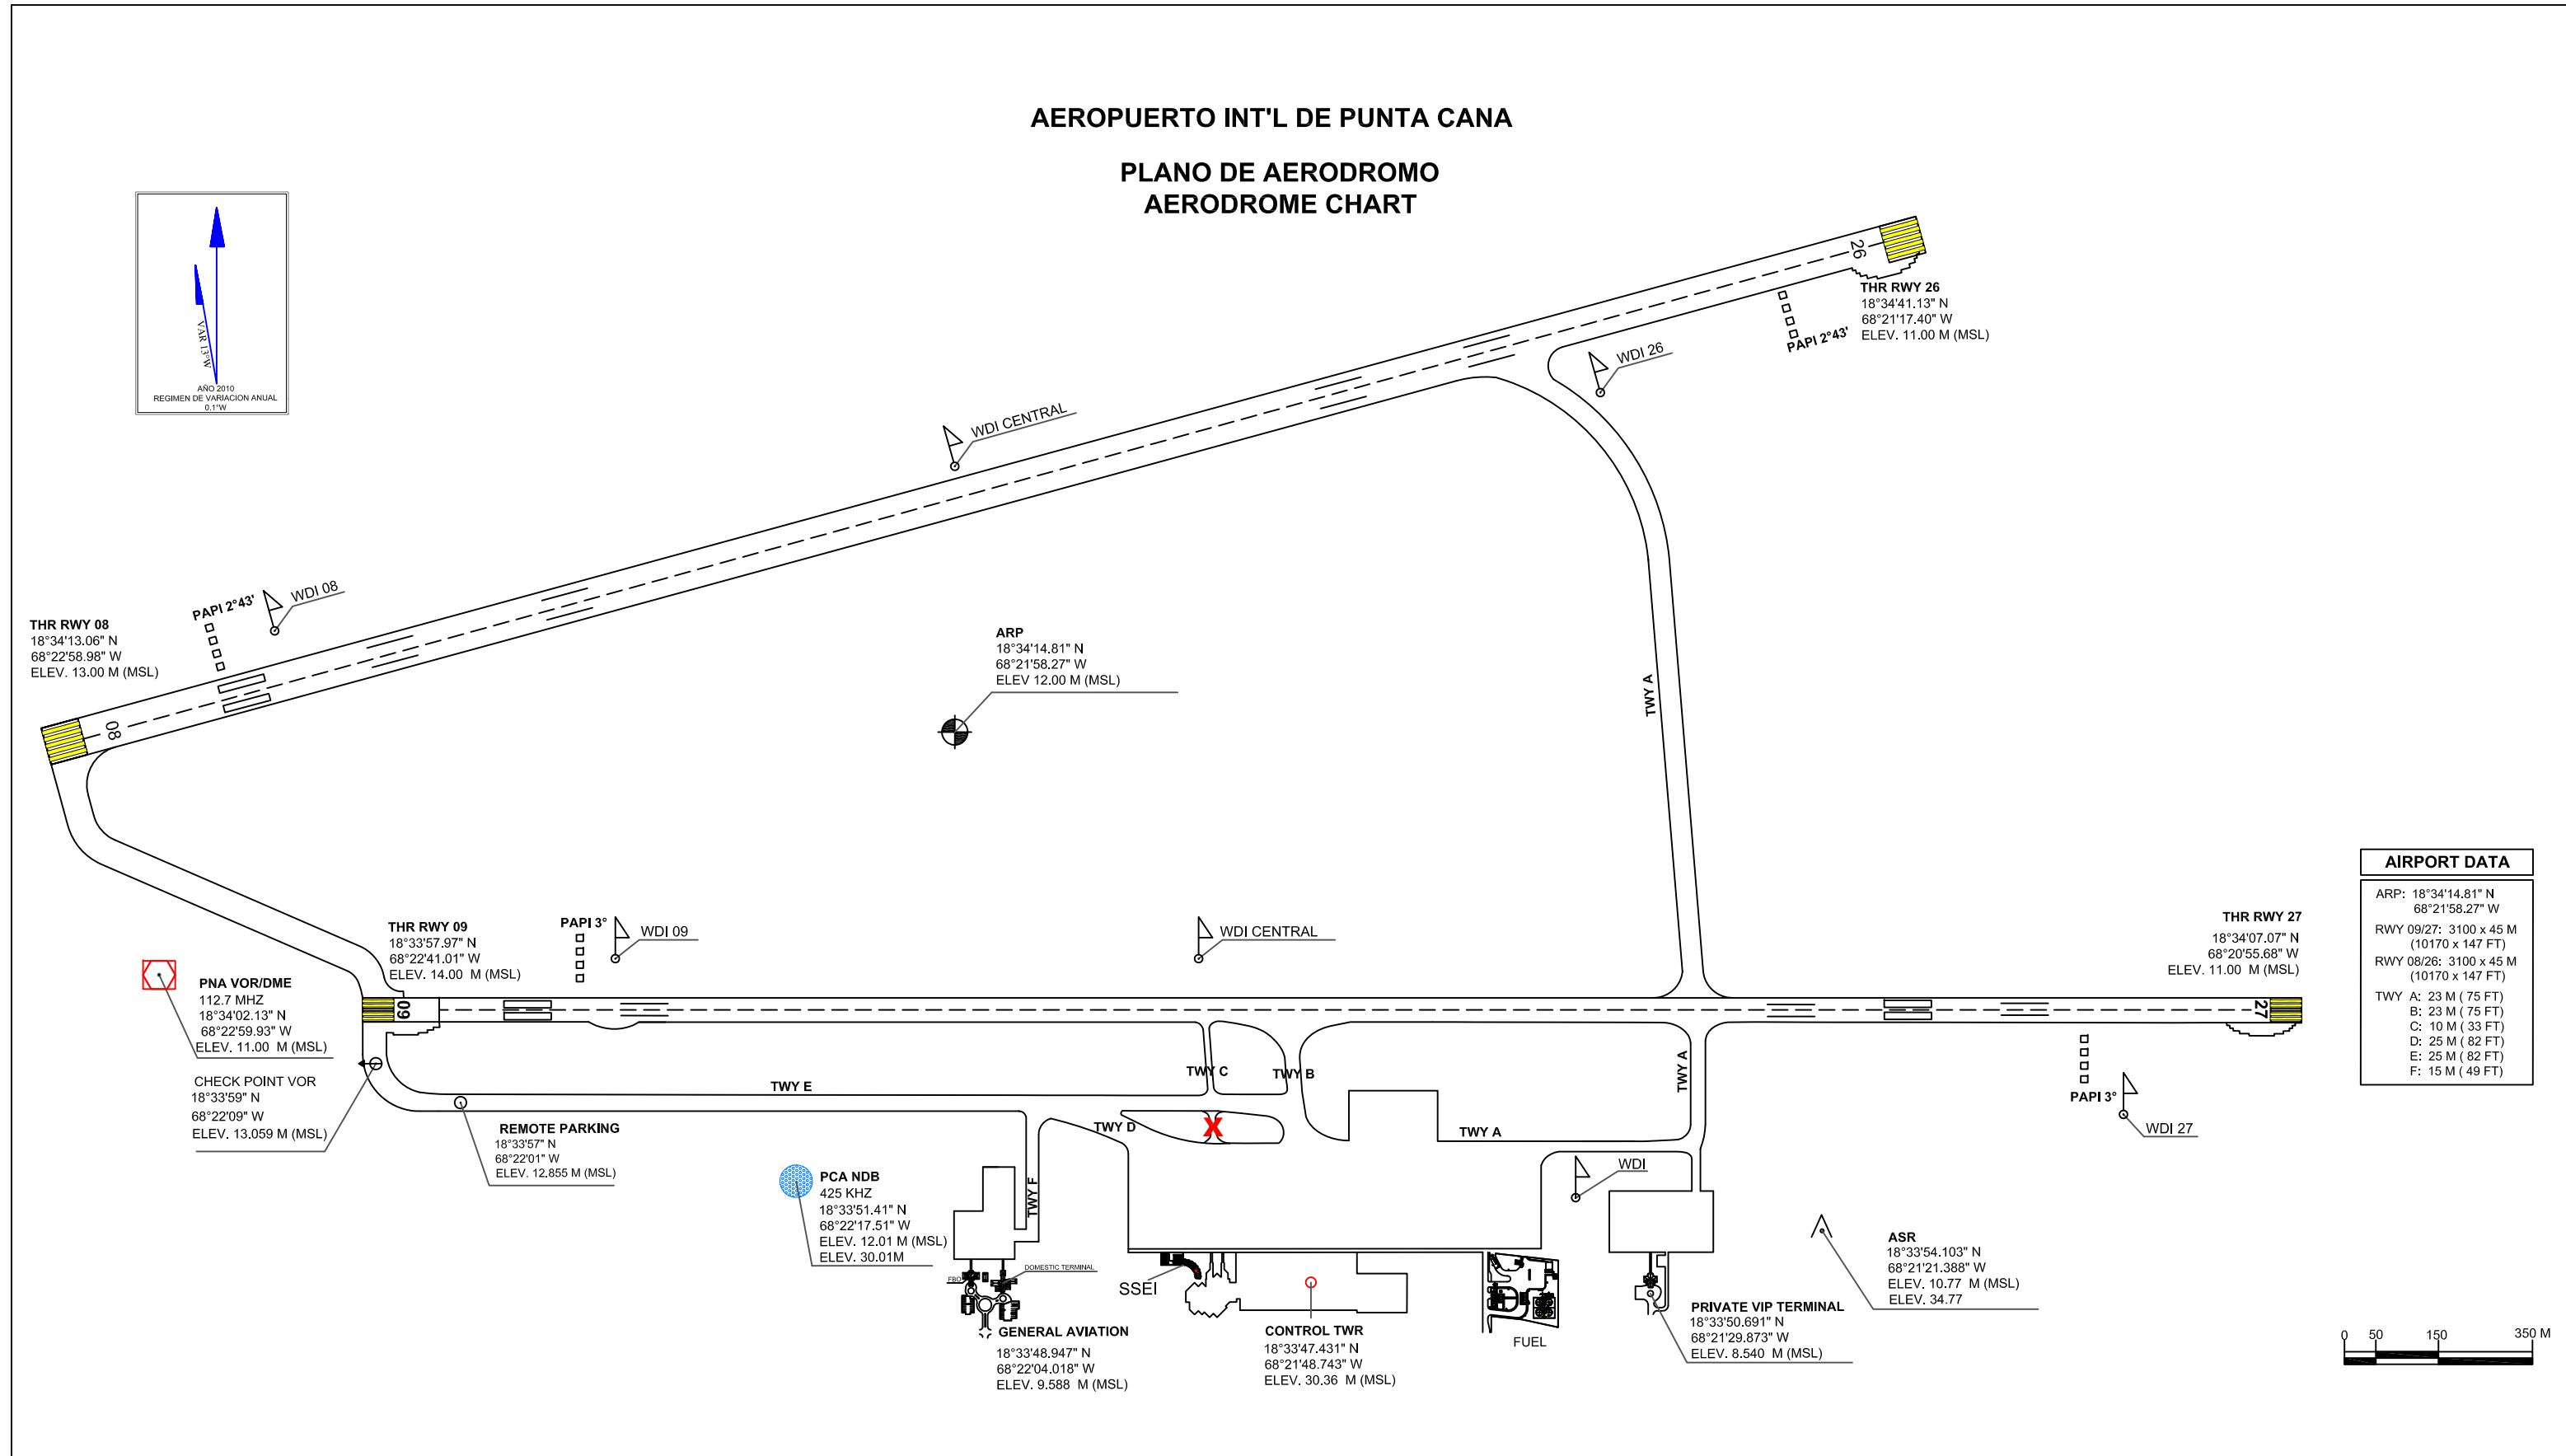 AEROPUERTO INT'L DE PUNTA CANA
PLANO DE AERODROMO
AERODROME CHART
VAR 13°W
AÑO 2010
REGIMEN DE VARIACION ANUAL
0.1°W
26
THR RWY 26
18°34'41.13" N
68°21'17.40" W
ELEV. 11.00 M (MSL)
PAPI 2°43'
WDI 26
WDI CENTRAL
WDI 08
PAPI 2°43'
THR RWY 08
18°34'13.06" N
68°22'58.98" W
ELEV. 13.00 M (MSL)
08
ARP
18°34'14.81" N
68°21'58.27" W
ELEV 12.00 M (MSL)
TWY A
AIRPORT DATA
ARP: 18°34'14.81" N
68°21'58.27" W
RWY 09/27: 3100 x 45 M
(10170 x 147 FT)
RWY 08/26: 3100 x 45 M
(10170 x 147 FT)
TWY A: 23 M ( 75 FT)
B: 23 M ( 75 FT)
C: 10 M ( 33 FT)
D: 25 M ( 82 FT)
E: 25 M ( 82 FT)
F: 15 M ( 49 FT)
THR RWY 09
18°33'57.97" N
68°22'41.01" W
ELEV. 14.00 M (MSL)
PAPI 3°
WDI 09
WDI CENTRAL
THR RWY 27
18°34'07.07" N
68°20'55.68" W
ELEV. 11.00 M (MSL)
PNA VOR/DME
112.7 MHZ
18°34'02.13" N
68°22'59.93" W
ELEV. 11.00 M (MSL)
09
27
CHECK POINT VOR
18°33'59" N
68°22'09" W
ELEV. 13.059 M (MSL)
TWY E
TWY C
TWY B
TWY A
PAPI 3°
WDI 27
REMOTE PARKING
18°33'57" N
68°22'01" W
ELEV. 12,855 M (MSL)
TWY D
X
TWY A
WDI
PCA NDB
425 KHZ
18°33'51.41" N
68°22'17.51" W
ELEV. 12.01 M (MSL)
ELEV. 30.01M
TWY F
FBO
DOMESTIC TERMINAL
SSEI
ASR
18°33'54.103" N
68°21'21.388" W
ELEV. 10.77 M (MSL)
ELEV. 34.77
GENERAL AVIATION
18°33'48.947" N
68°22'04.018" W
ELEV. 9.588 M (MSL)
CONTROL TWR
18°33'47.431" N
68°21'48.743" W
ELEV. 30.36 M (MSL)
FUEL
PRIVATE VIP TERMINAL
18°33'50.691" N
68°21'29.873" W
ELEV. 8.540 M (MSL)
0 50 150 350 M